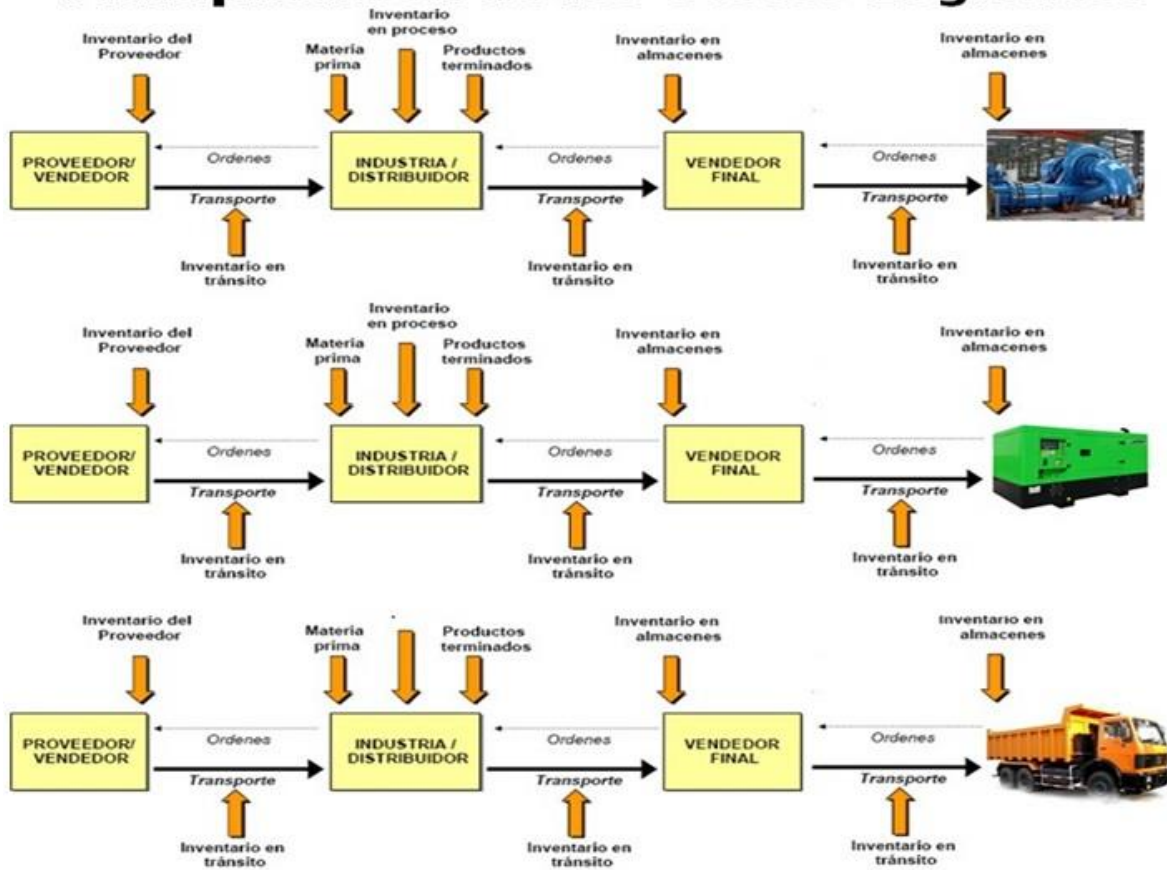 Inventario
en proceso
Inventario del
Proveedor
Materia
prima
Productos
terminados
Inventario en
almacenes
Inventario en
almacenes
PROVEEDOR/
VENDEDOR
Ordenes
Transporte
INDUSTRIA /
DISTRIBUIDOR
Ordenes
Transporte
VENDEDOR
FINAL
Ordenes
Transporte
Inventario en
tránsito
Inventario en
tránsito
Inventario en
tránsito
Inventario
en proceso
Inventario del
Proveedor
Materia
prima
Productos
terminados
Inventario en
almacenes
Inventario en
almacenes
PROVEEDOR/
VENDEDOR
Ordenes
Transporte
INDUSTRIA /
DISTRIBUIDOR
Ordenes
Transporte
VENDEDOR
FINAL
Ordenes
Transporte
Inventario en
tránsito
Inventario en
tránsito
Inventario en
tránsito
Inventario del
Proveedor
Materia
prima
Productos
terminados
Inventario en
almacenes
Inventario en
almacenes
PROVEEDOR/
VENDEDOR
Ordenes
Transporte
INDUSTRIA /
DISTRIBUIDOR
Ordenes
Transporte
VENDEDOR
FINAL
Ordenes
Transporte
Inventario en
tránsito
Inventario en
tránsito
Inventario en
tránsito